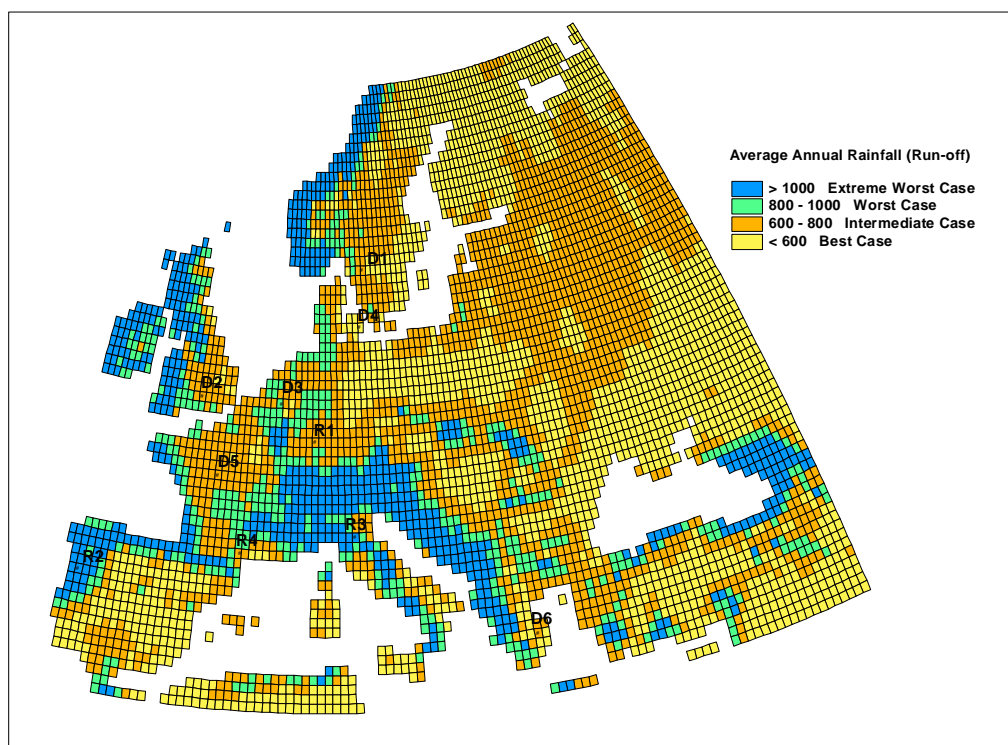 Average Annual Rainfall (Run-off)
> 1000 Extreme Worst Case
800 - 1000 Worst Case
600 - 800 Intermediate Case
< 600 Best Case
D1
D4
D2
D3
R1
D5
R3
R4
R2
D6